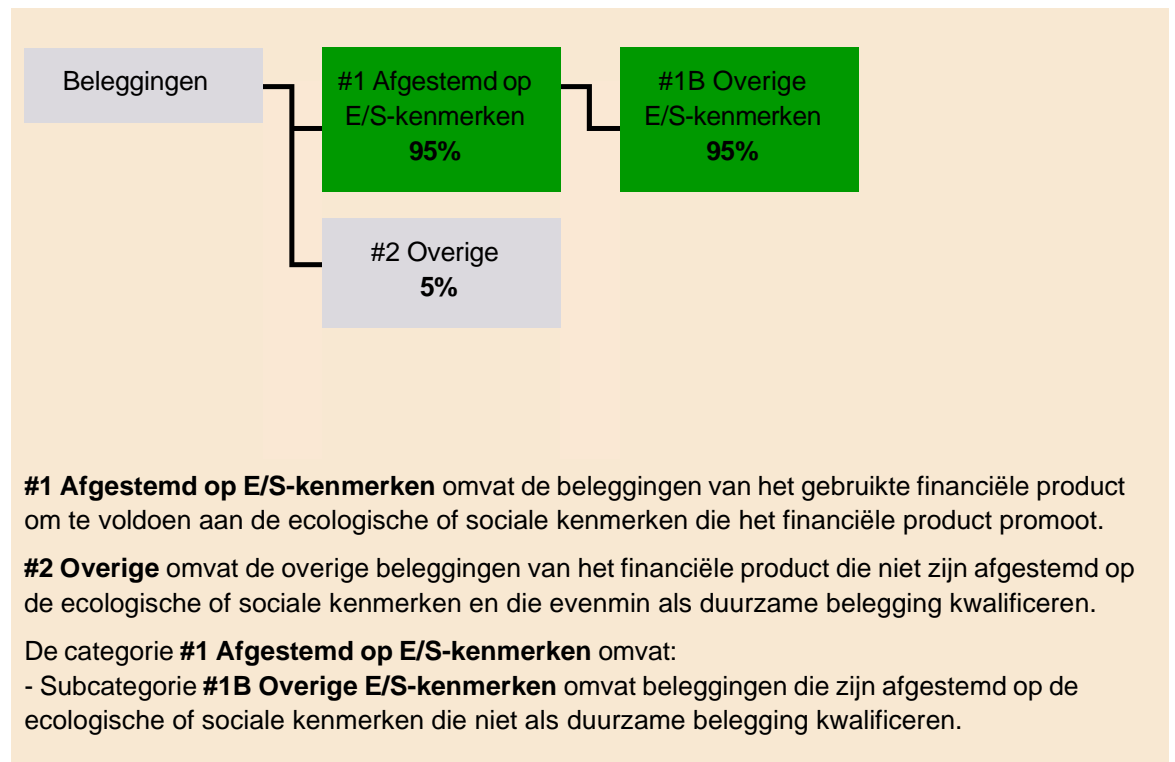 Beleggingen
#1 Afgestemd op
E/S-kenmerken
95%
#1B Overige
E/S-kenmerken
95%
#2 Overige
5%
#1 Afgestemd op E/S-kenmerken omvat de beleggingen van het gebruikte financiële product
om te voldoen aan de ecologische of sociale kenmerken die het financiële product promoot.
#2 Overige omvat de overige beleggingen van het financiële product die niet zijn afgestemd op
de ecologische of sociale kenmerken en die evenmin als duurzame belegging kwalificeren.
De categorie #1 Afgestemd op E/S-kenmerken omvat:
- Subcategorie #1B Overige E/S-kenmerken omvat beleggingen die zijn afgestemd op de
ecologische of sociale kenmerken die niet als duurzame belegging kwalificeren.